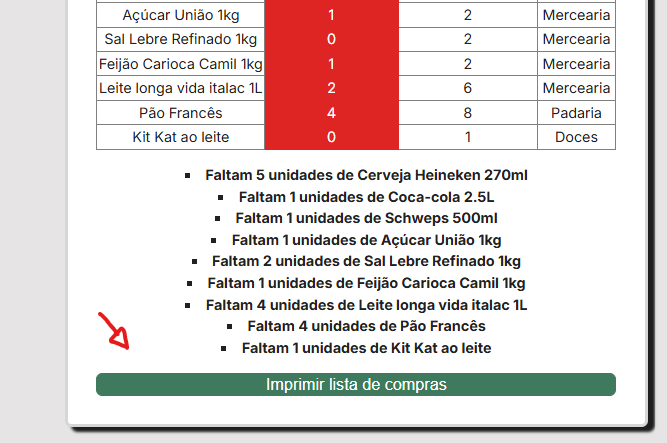 Açúcar União 1kg 1 2 Mercearia
Sal Lebre Refinado 1kg 0 2 Mercearia
Feijão Carioca Camil 1kg 1 2 Mercearia
Leite longa vida italac 1L 2 6 Mercearia
Pão Francês 4 8 Padaria
Kit Kat ao leite 0 1 Doces
Faltam 5 unidades de Cerveja Heineken 270ml
Faltam 1 unidades de Coca-cola 2.5L
Faltam 1 unidades de Schweps 500ml
Faltam 1 unidades de Açúcar União 1kg
Faltam 2 unidades de Sal Lebre Refinado 1kg
Faltam 1 unidades de Feijão Carioca Camil 1kg
Faltam 4 unidades de Leite longa vida italac 1L
Faltam 4 unidades de Pão Francês
Faltam 1 unidades de Kit Kat ao leite
Imprimir lista de compras